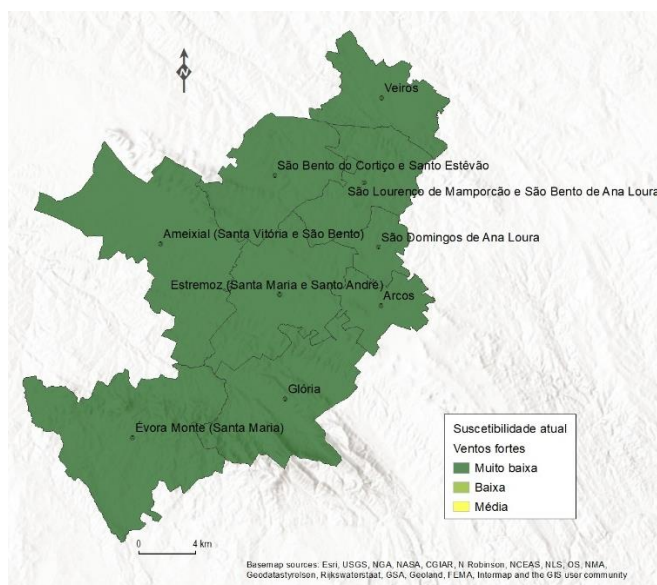 N
Veiros
São Bento do Cortiço e Santo Estêvão
São Lourenço de Mamporcão e São Bento de Ana Loura
Ameixial (Santa Vitória e São Bento)
São Domingos de Ana Loura
Estremoz (Santa Maria e Santo André)
Arcos
Glória
Évora Monte (Santa Maria)
Suscetibilidade atual
Ventos fortes
Muito baixa
Baixa
Média
0 4 km
Basemap sources: Esri, USGS, NGA, NASA, CGIAR, N Robinson, NCEAS, NLS, OS, NMA,
Geodatastyrelsen, Rijkswaterstaat, GSA, Geoland, FEMA, Intermap and the GIS user community